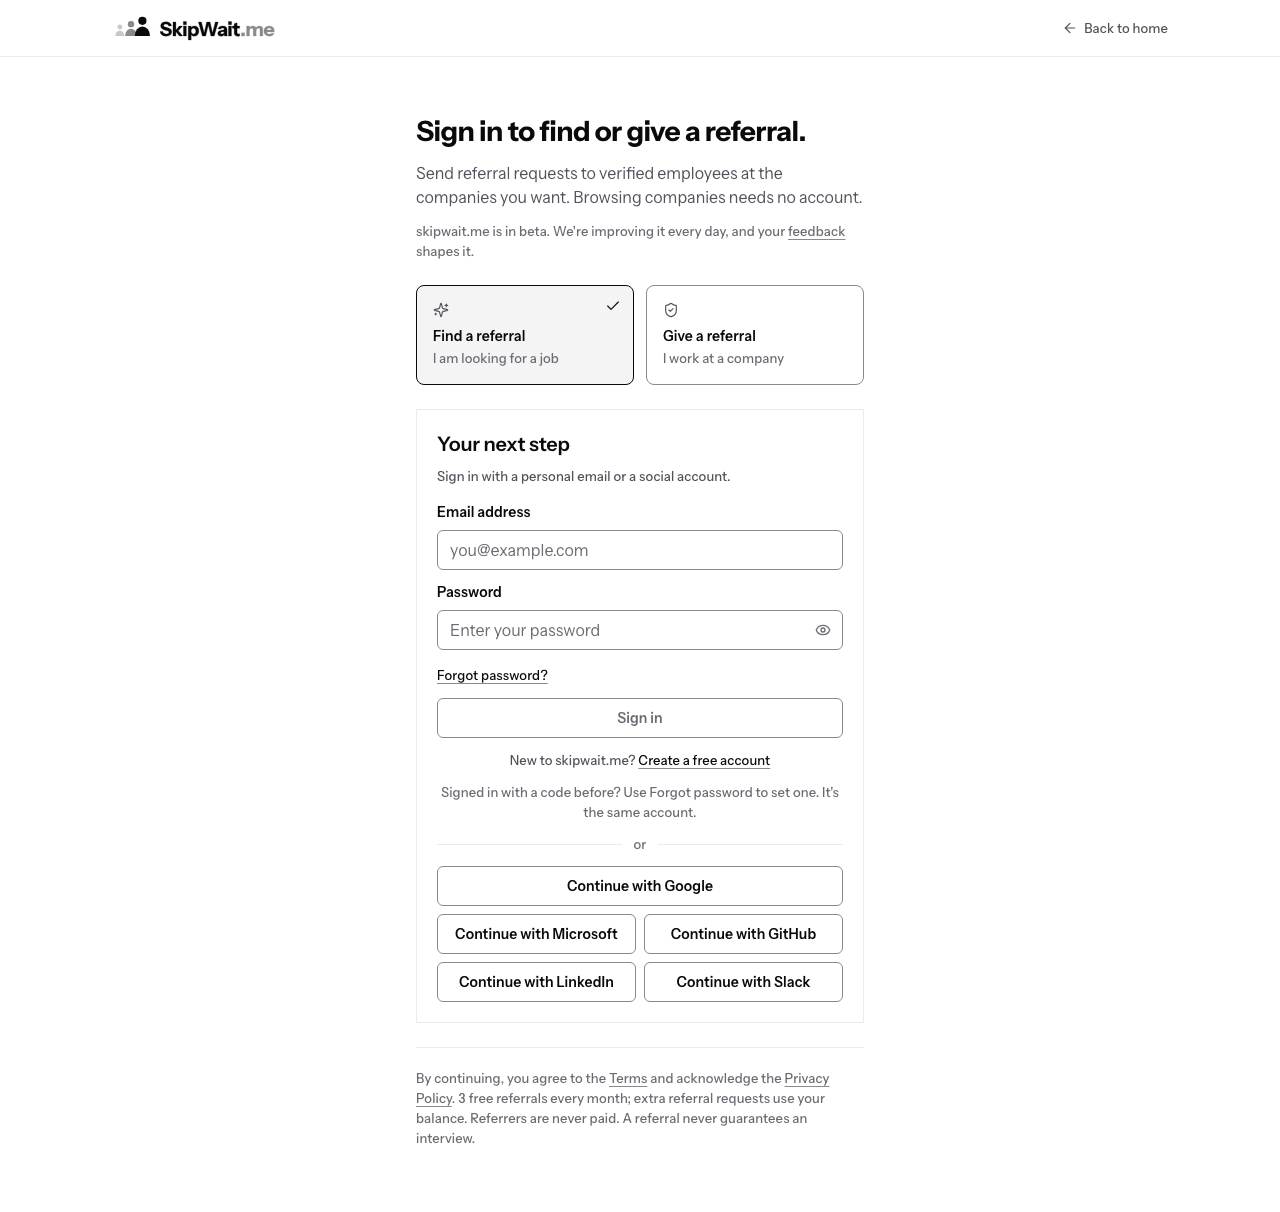 SkipWait.me
Back to home
Sign in to find or give a referral.
Send referral requests to verified employees at the
companies you want. Browsing companies needs no account.
skipwait.me is in beta. We're improving it every day, and your feedback
shapes it.
Find a referral
I am looking for a job
Give a referral
I work at a company
Your next step
Sign in with a personal email or a social account.
Email address
you@example.com
Password
Enter your password
Forgot password?
Sign in
New to skipwait.me? Create a free account
Signed in with a code before? Use Forgot password to set one. It's
the same account.
or
Continue with Google
Continue with Microsoft
Continue with GitHub
Continue with LinkedIn
Continue with Slack
By continuing, you agree to the Terms and acknowledge the Privacy
Policy. 3 free referrals every month; extra referral requests use your
balance. Referrers are never paid. A referral never guarantees an
interview.